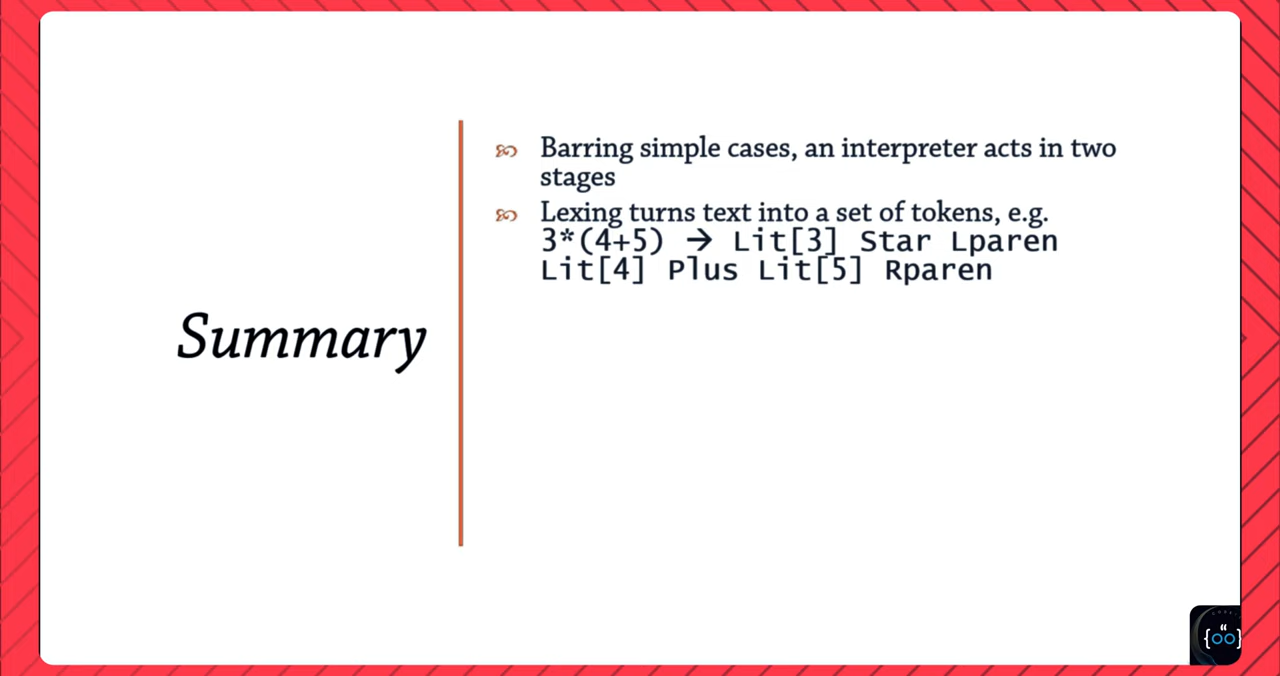 Summary
Barring simple cases, an interpreter acts in two
stages
Lexing turns text into a set of tokens, e.g.
3*(4+5) → Lit[3] Star Lparen
Lit[4] Plus Lit[5] Rparen